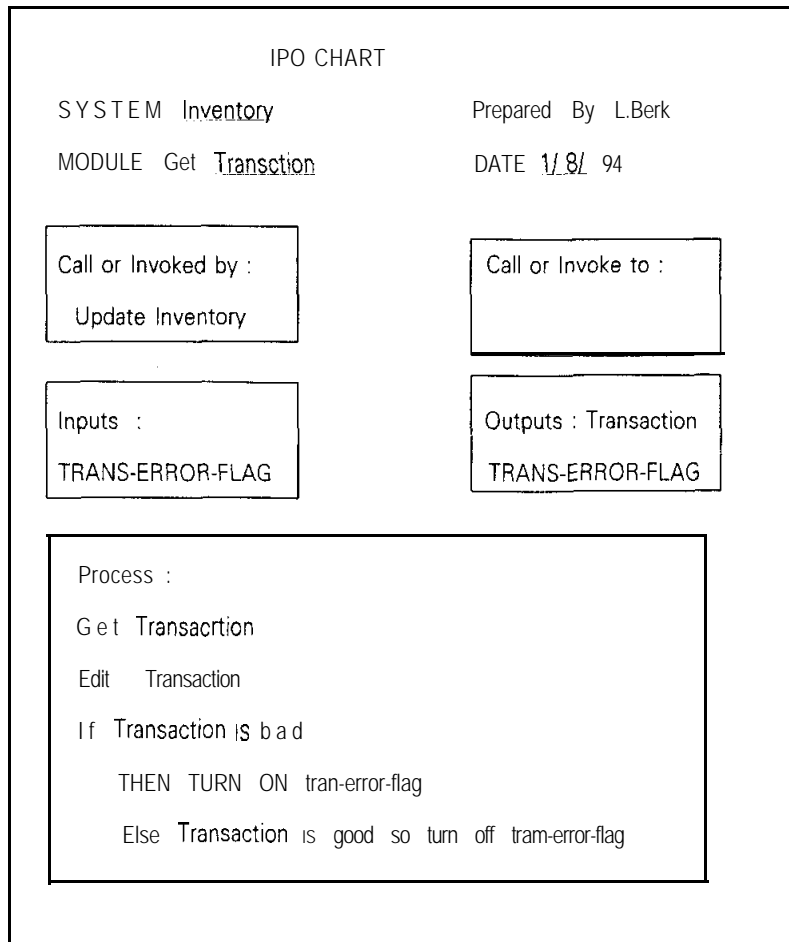 IPO CHART
SYSTEM Inventory Prepared By L.Berk
MODULE Get Transction DATE 1/8/ 94
Call or Invoked by :
Update Inventory
Call or Invoke to :
Inputs :
TRANS-ERROR-FLAG
Outputs : Transaction
TRANS-ERROR-FLAG
Process :
Get Transacrtion
Edit Transaction
If Transaction is bad
THEN TURN ON tran-error-flag
Else Transaction is good so turn off tram-error-flag